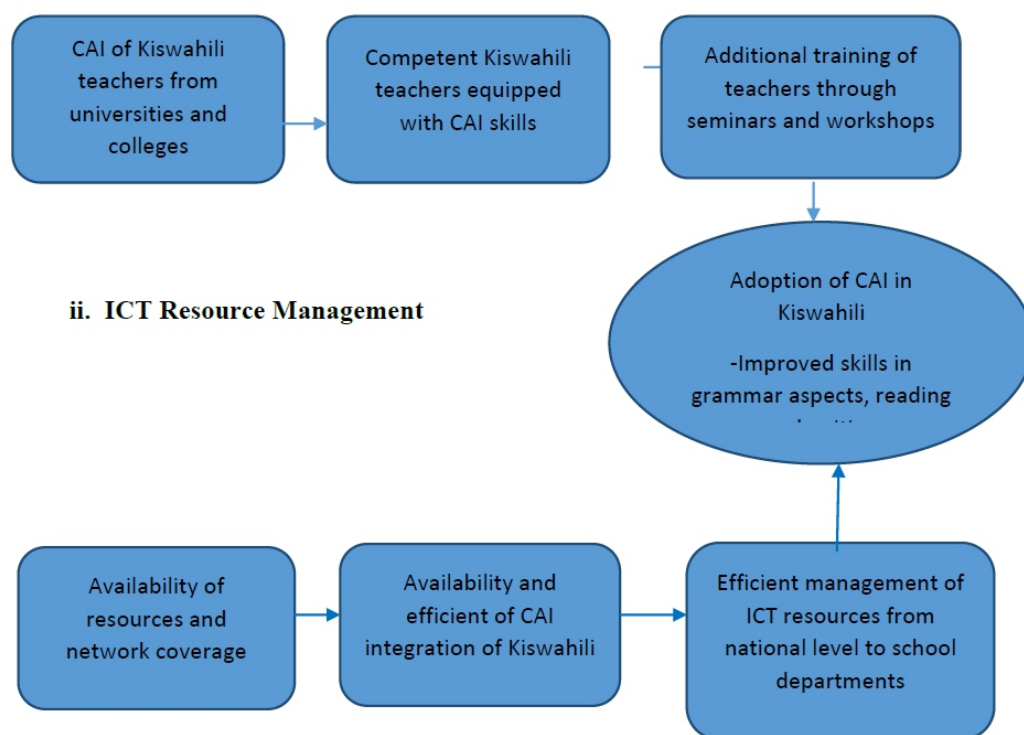 CAI of Kiswahili
teachers from
universities and
colleges
Competent Kiswahili
teachers equipped
with CAI skills
Additional training of
teachers through
seminars and workshops
Adoption of CAI in
Kiswahili
-Improved skills in
grammar aspects, reading
ii. ICT Resource Management
Availability of
resources and
network coverage
Availability and
efficient of CAI
integration of Kiswahili
Efficient management of
ICT resources from
national level to school
departments